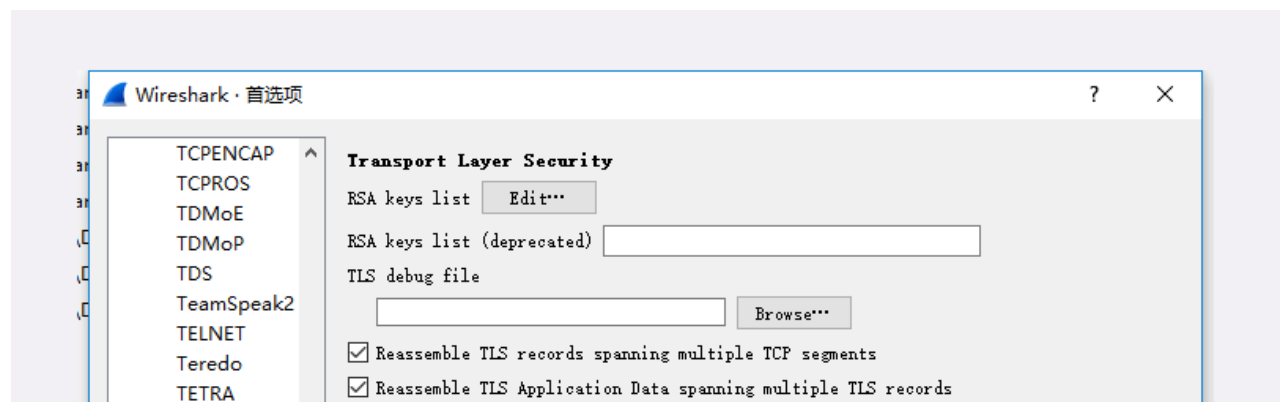 Wireshark · 首选项
?
TCPENCAP
TCPROS
TDMoE
TDMoP
TDS
TeamSpeak2
TELNET
Teredo
TETRA
Transport Layer Security
RSA keys list
Edit…
RSA keys list (deprecated)
TLS debug file
Browse…
Reassemble TLS records spanning multiple TCP segments
Reassemble TLS Application Data spanning multiple TLS records